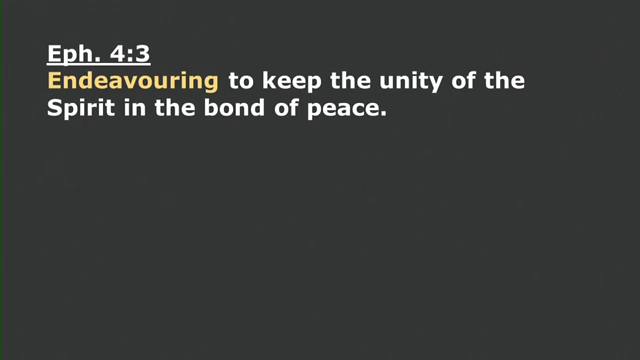 Eph. 4:3
Endeavouring to keep the unity of the
Spirit in the bond of peace.